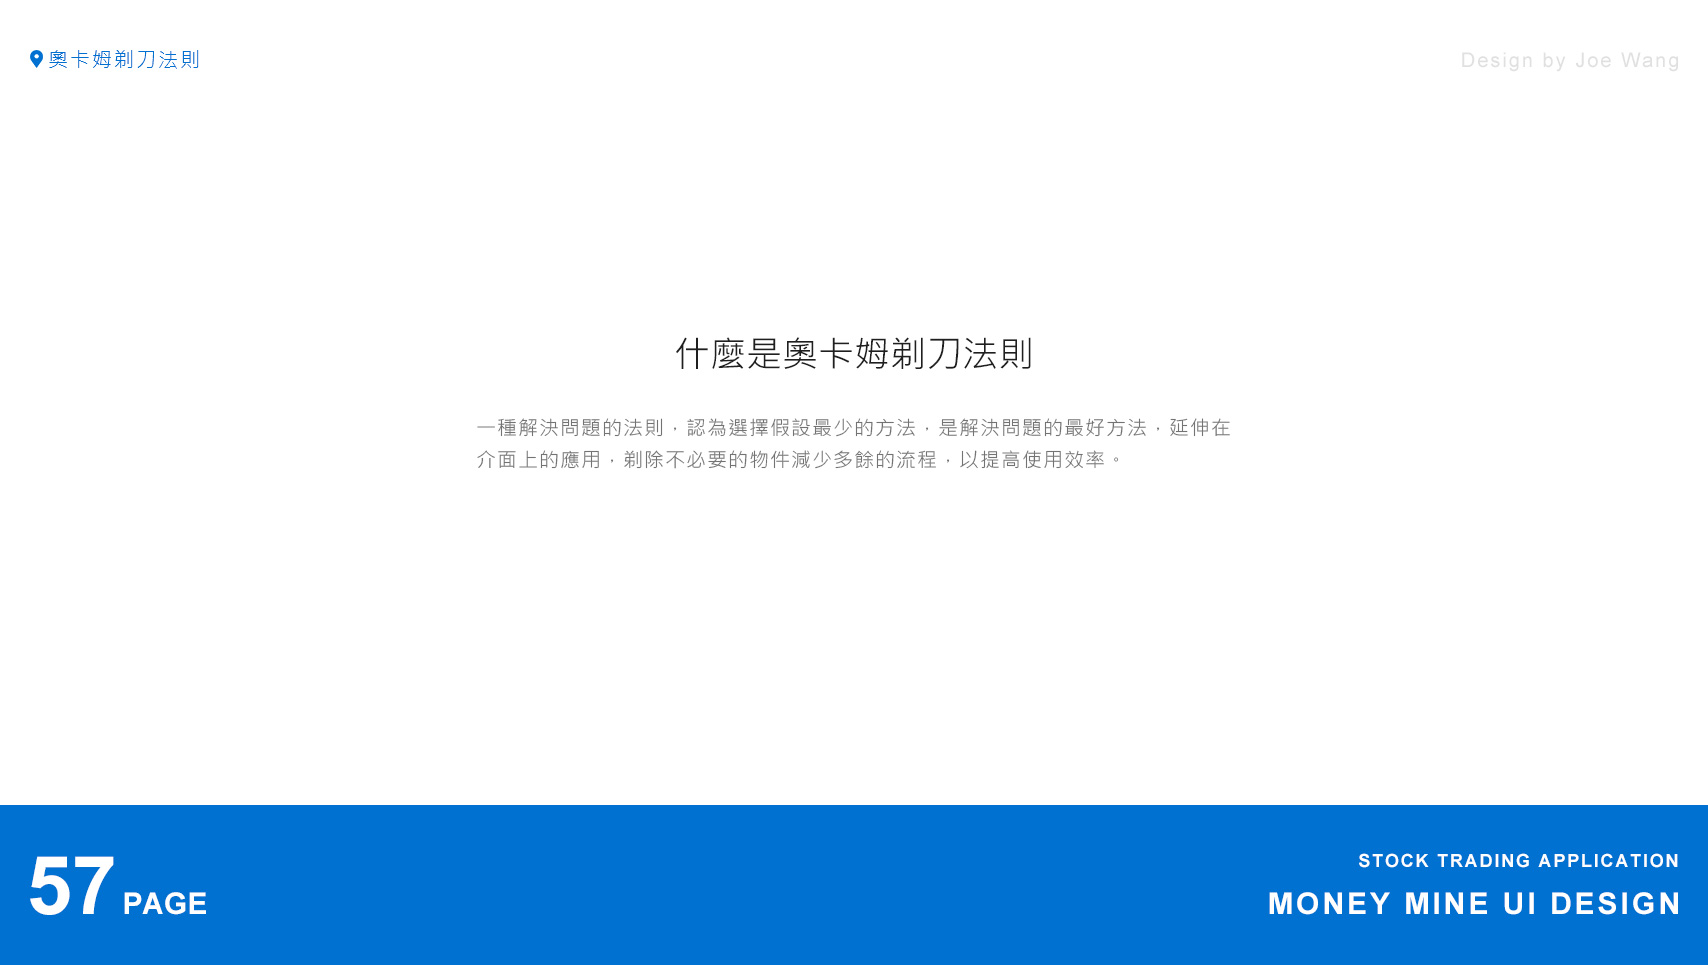 奧卡姆剃刀法則
Design by Joe Wang
什麼是奧卡姆剃刀法則
一種解決問題的法則，認為選擇假設最少的方法，是解決問題的最好方法，延伸在
介面上的應用，剃除不必要的物件減少多餘的流程，以提高使用效率。
57 PAGE
STOCK TRADING APPLICATION
MONEY MINE UI DESIGN